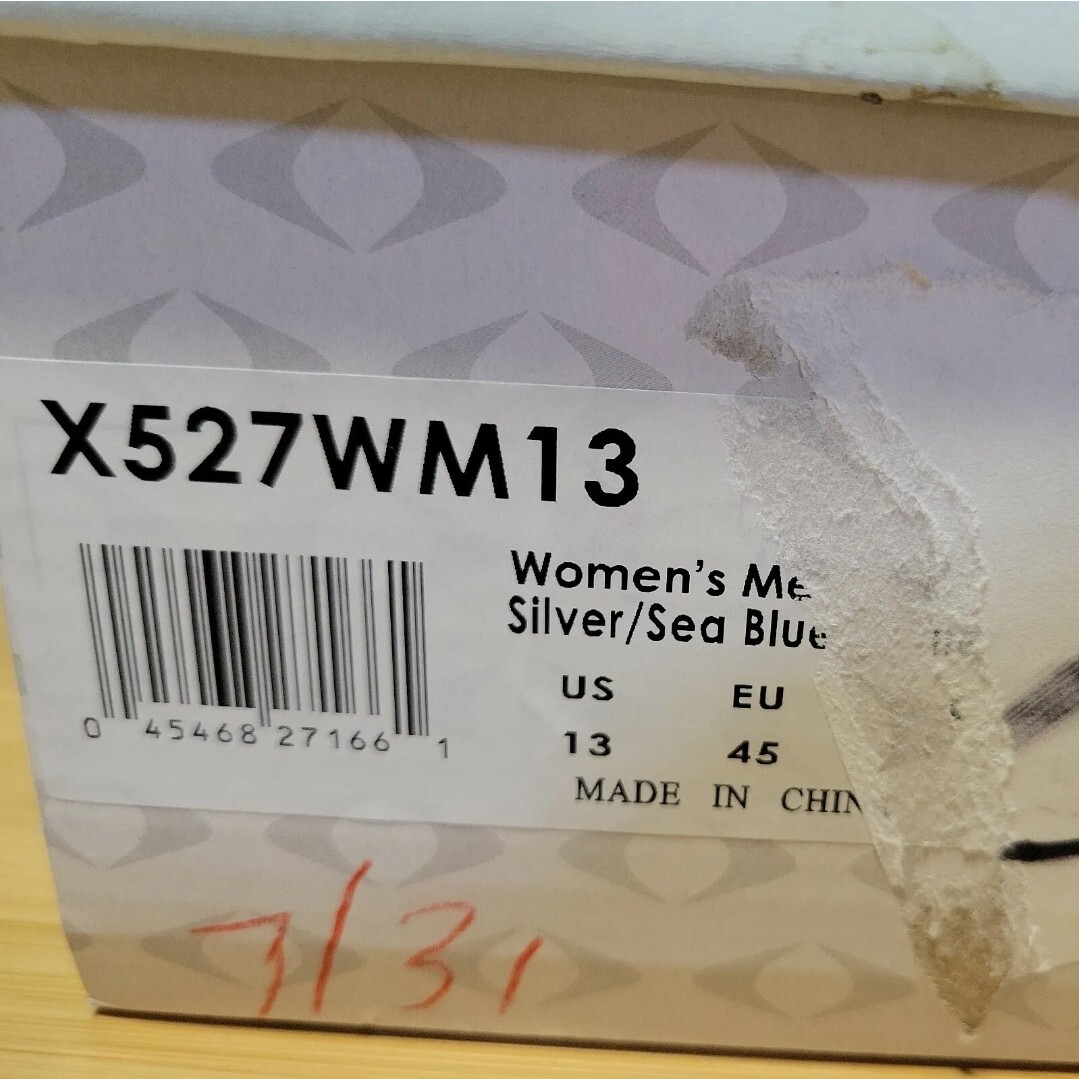 X527WM13
Women's Me
Silver/Sea Blue
US EU
13 45
MADE IN CHIN
0 45468 27166 1
7/31